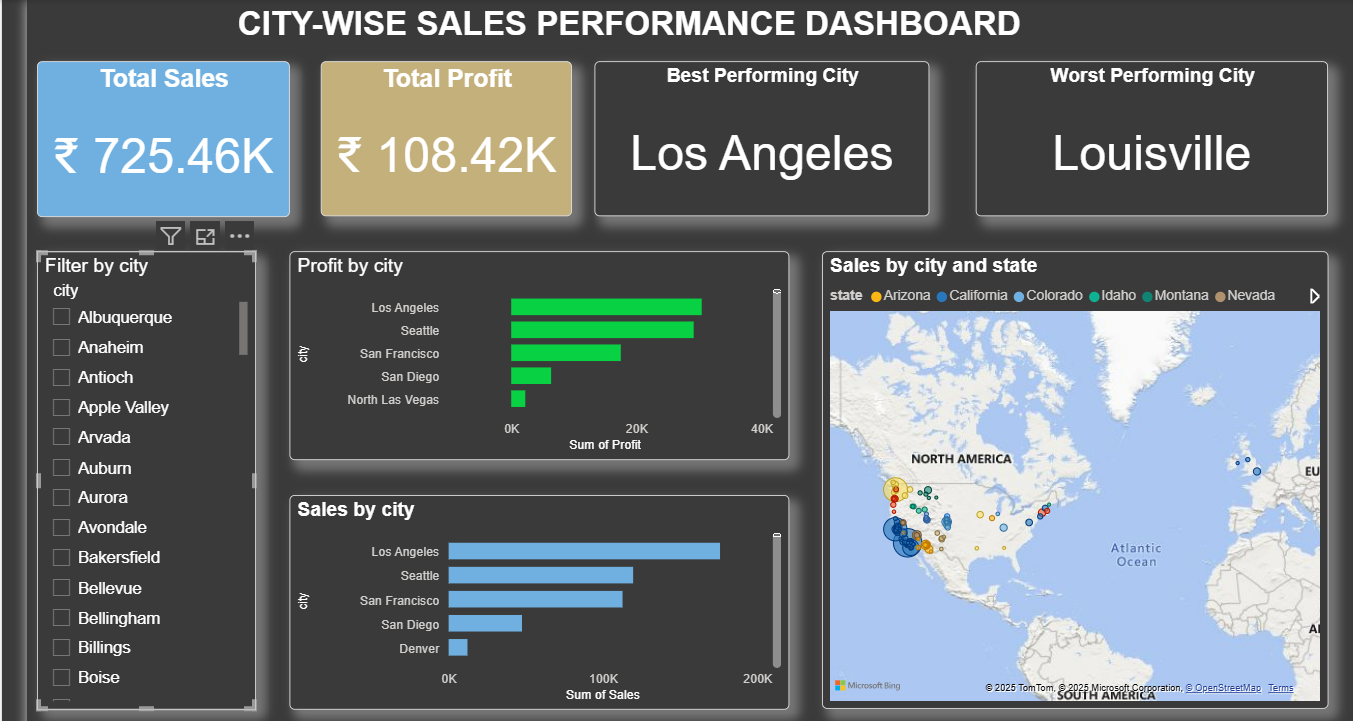 CITY-WISE SALES PERFORMANCE DASHBOARD
Total Sales
₹ 725.46K
Total Profit
₹ 108.42K
Best Performing City
Los Angeles
Worst Performing City
Louisville
Filter by city
city
Albuquerque
Anaheim
Antioch
Apple Valley
Arvada
Auburn
Aurora
Avondale
Bakersfield
Bellevue
Bellingham
Billings
Boise
Profit by city
city
Los Angeles
Seattle
San Francisco
San Diego
North Las Vegas
0K 20K 40K
Sum of Profit
Sales by city
city
Los Angeles
Seattle
San Francisco
San Diego
Denver
0K 100K 200K
Sum of Sales
Sales by city and state
state Arizona California Colorado Idaho Montana Nevada
NORTH AMERICA
EU
Atlantic
Ocean
AI
SOUTH AMERICA
Microsoft Bing
© 2025 TomTom, © 2025 Microsoft Corporation, © OpenStreetMap Terms